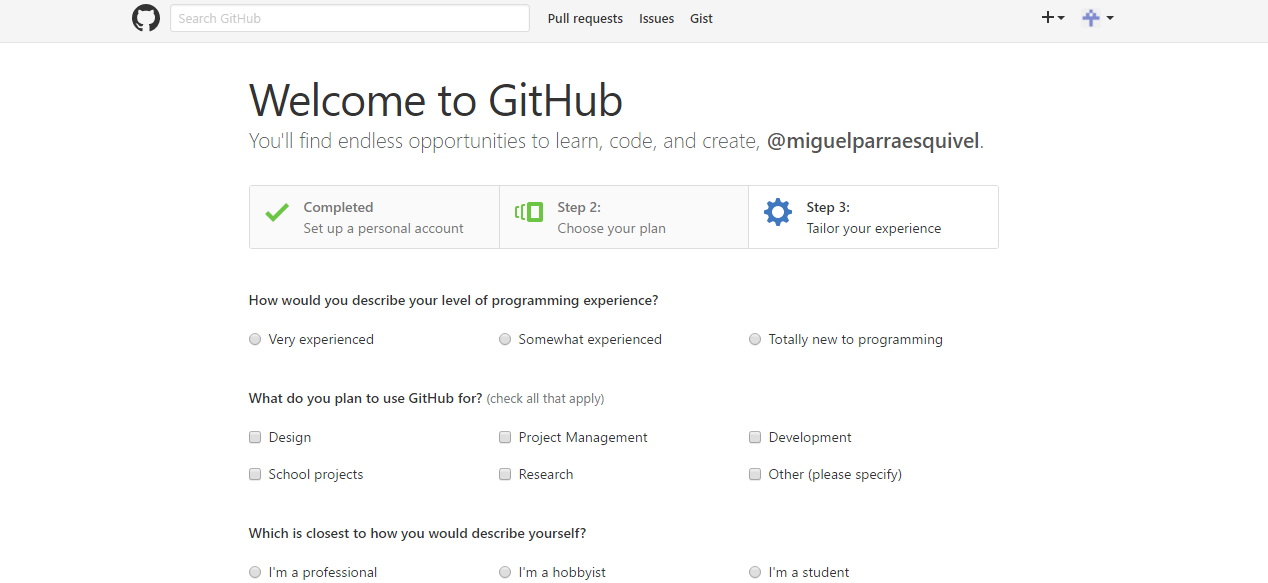 Search GitHub Pull requests Issues Gist
Welcome to GitHub
You'll find endless opportunities to learn, code, and create, @miguelparraesquivel.
Completed
Set up a personal account
Step 2:
Choose your plan
Step 3:
Tailor your experience
How would you describe your level of programming experience?
Very experienced Somewhat experienced Totally new to programming
What do you plan to use GitHub for? (check all that apply)
Design Project Management Development
School projects Research Other (please specify)
Which is closest to how you would describe yourself?
I'm a professional I'm a hobbyist I'm a student